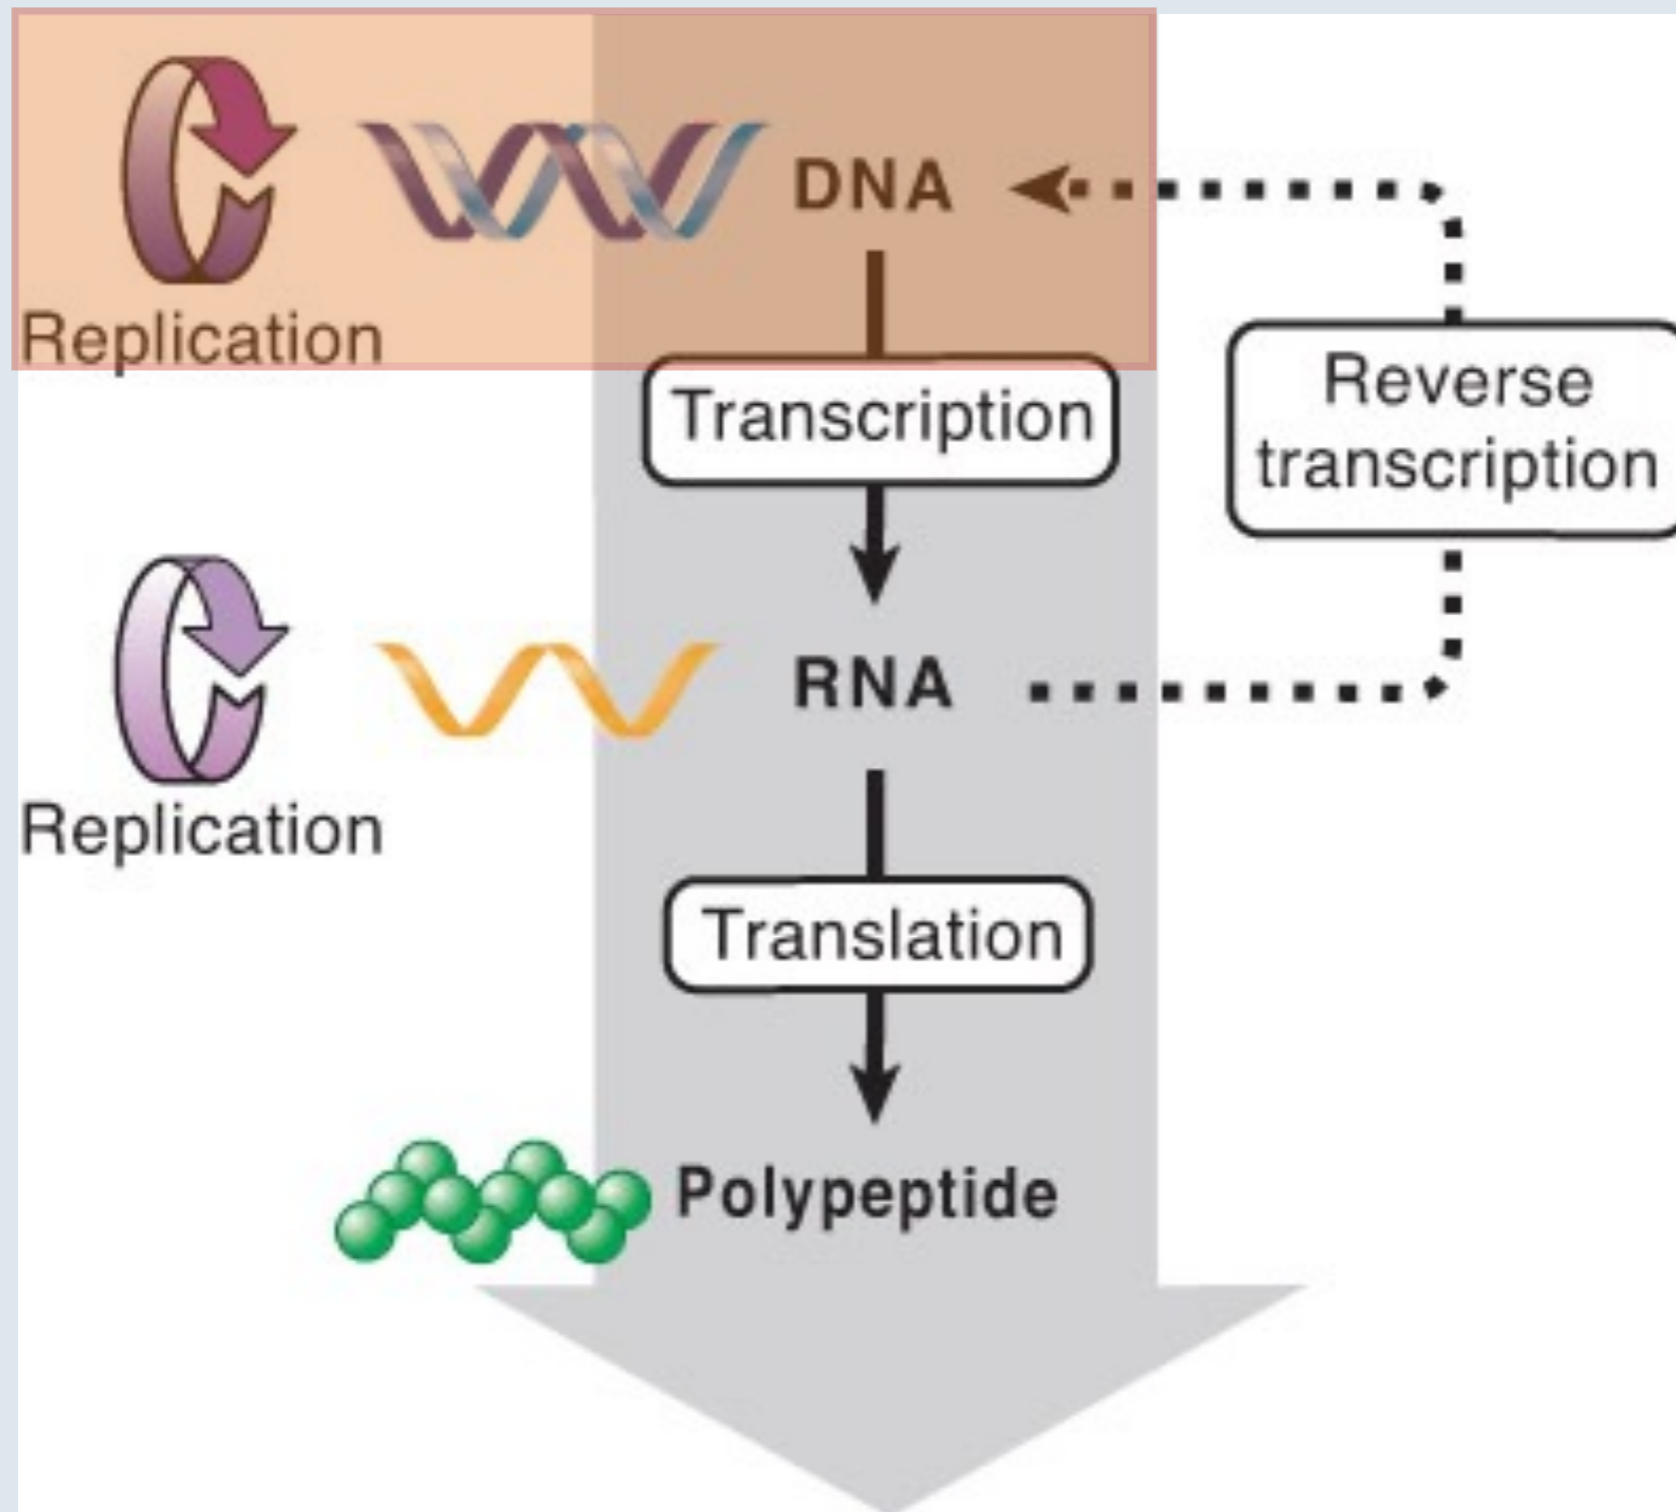 DNA
Replication
Transcription
Reverse
transcription
RNA
Replication
Translation
Polypeptide